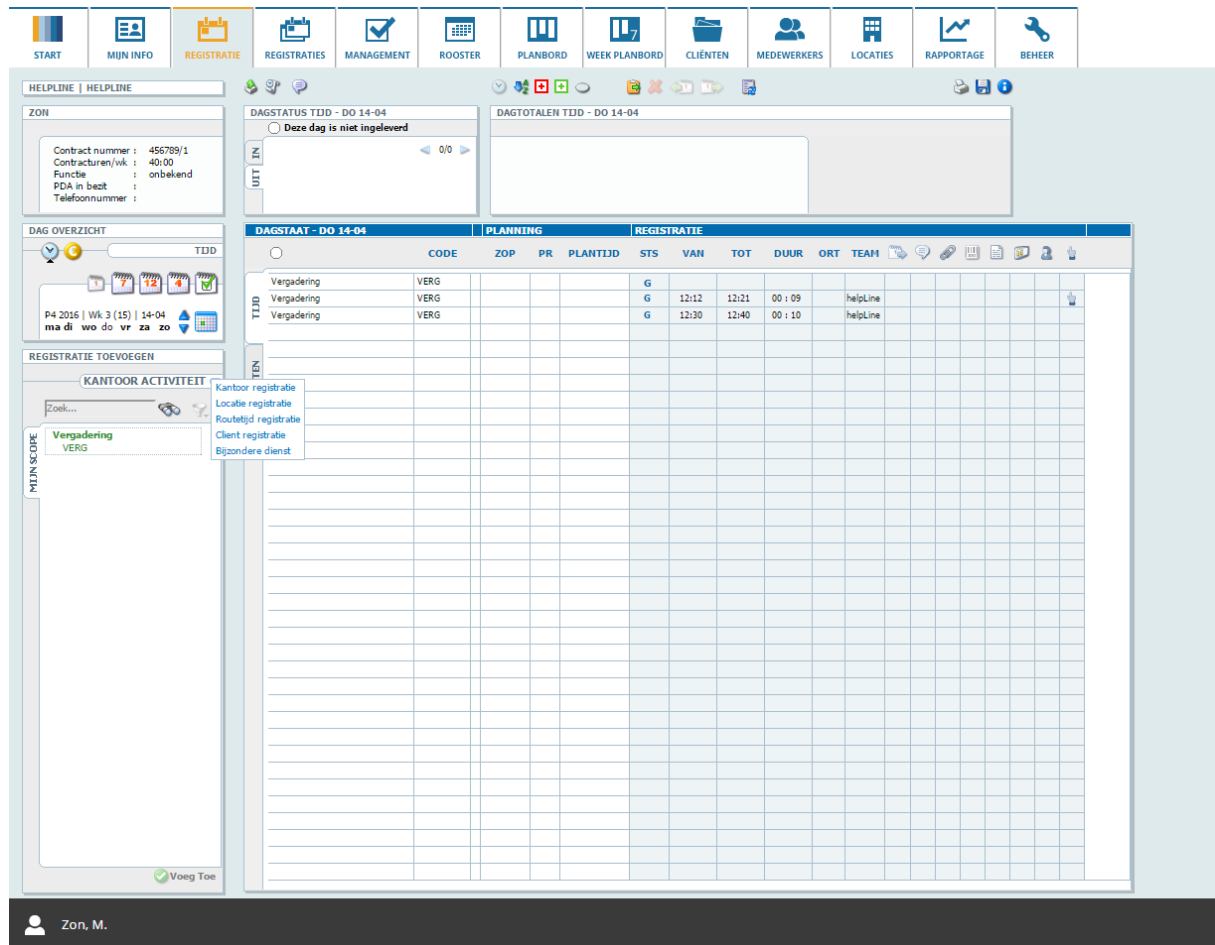 START MIJN INFO REGISTRATIE REGISTRATIES MANAGEMENT ROOSTER PLANBORD WEEK PLANBORD CLIËNTEN MEDEWERKERS LOCATIES RAPPORTAGE BEHEER
HELPLINE | HELPLINE
ZON
Contract nummer : 456789/1
Contracturen/wk : 40:00
Functie : onbekend
PDA in bezit :
Telefoonnummer :
DAGSTATUS TIJD - DO 14-04
Deze dag is niet ingeleverd
IN
UIT
0/0
DAGTOTALEN TIJD - DO 14-04
DAG OVERZICHT
TIJD
1 7 12 4
P4 2016 | Wk 3 (15) | 14-04
ma di wo do vr za zo
REGISTRATIE TOEVOEGEN
KANTOOR ACTIVITEIT
Zoek...
MIJN SCOPE
Vergadering
VERG
Kantoor registratie
Locatie registratie
Routetijd registratie
Client registratie
Bijzondere dienst
Voeg Toe
DAGSTAAT - DO 14-04 PLANNING REGISTRATIE
CODE ZOP PR PLANTIJD STS VAN TOT DUUR ORT TEAM
TIJD
Vergadering VERG G
Vergadering VERG G 12:12 12:21 00 : 09 helpLine
Vergadering VERG G 12:30 12:40 00 : 10 helpLine
TEN
Zon, M.